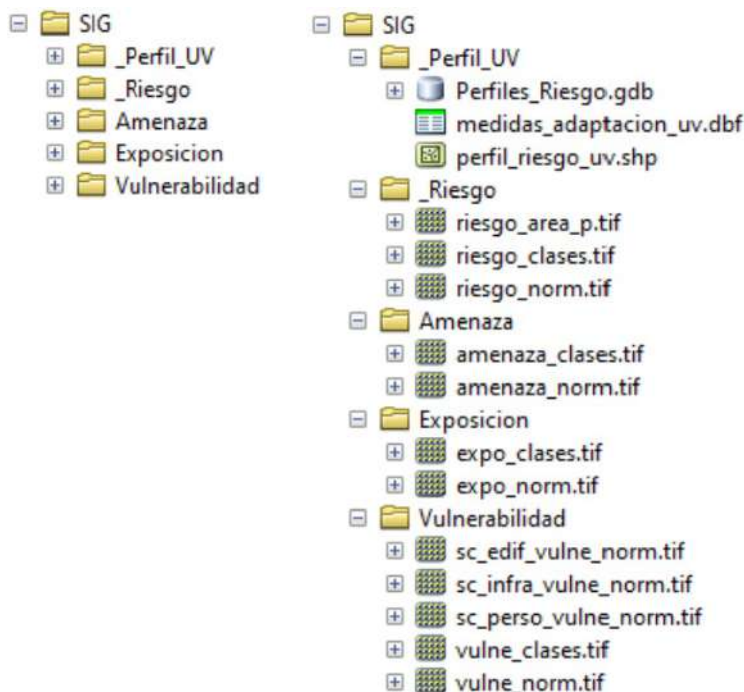 SIG
_Perfil_UV
_Riesgo
Amenaza
Exposicion
Vulnerabilidad
SIG
_Perfil_UV
Perfiles_Riesgo.gdb
medidas_adaptacion_uv.dbf
perfil_riesgo_uv.shp
_Riesgo
riesgo_area_p.tif
riesgo_clases.tif
riesgo_norm.tif
Amenaza
amenaza_clases.tif
amenaza_norm.tif
Exposicion
expo_clases.tif
expo_norm.tif
Vulnerabilidad
sc_edif_vulne_norm.tif
sc_infra_vulne_norm.tif
sc_perso_vulne_norm.tif
vulne_clases.tif
vulne_norm.tif